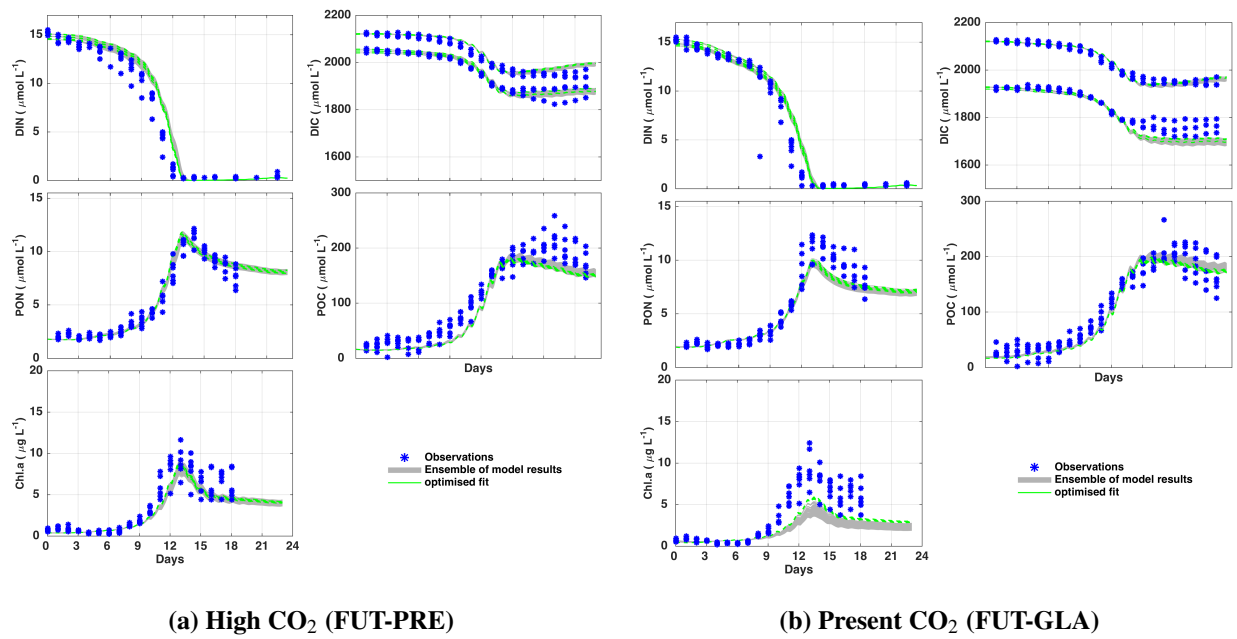 15
10
5
0
DIN ( μmol L⁻¹)
2200
2000
1800
1600
DIC ( μmol L⁻¹)
15
10
5
0
PON ( μmol L⁻¹)
300
200
100
0
POC ( μmol L⁻¹)
Days
20
15
10
5
0
Chl.a ( μg L⁻¹)
0 3 6 9 12 15 18 21 24
Days
Observations
Ensemble of model results
optimised fit
(a) High CO₂ (FUT-PRE)
15
10
5
0
DIN ( μmol L⁻¹)
2200
2000
1800
1600
DIC ( μmol L⁻¹)
15
10
5
0
PON ( μmol L⁻¹)
300
200
100
0
POC ( μmol L⁻¹)
Days
20
15
10
5
0
Chl.a ( μg L⁻¹)
0 3 6 9 12 15 18 21 24
Days
Observations
Ensemble of model results
optimised fit
(b) Present CO₂ (FUT-GLA)